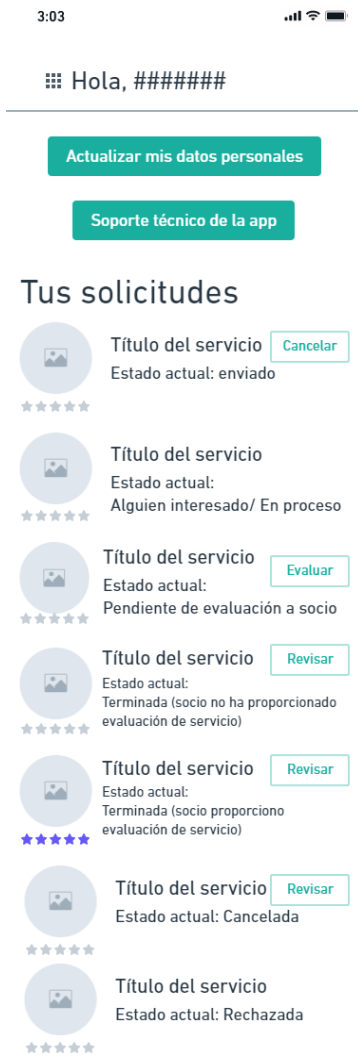 3:03
Hola, #######
Actualizar mis datos personales
Soporte técnico de la app
Tus solicitudes
Título del servicio
Cancelar
Estado actual: enviado
Título del servicio
Estado actual:
Alguien interesado/ En proceso
Título del servicio
Evaluar
Estado actual:
Pendiente de evaluación a socio
Título del servicio
Revisar
Estado actual:
Terminada (socio no ha proporcionado
evaluación de servicio)
Título del servicio
Revisar
Estado actual:
Terminada (socio proporciono
evaluación de servicio)
Título del servicio
Revisar
Estado actual: Cancelada
Título del servicio
Estado actual: Rechazada